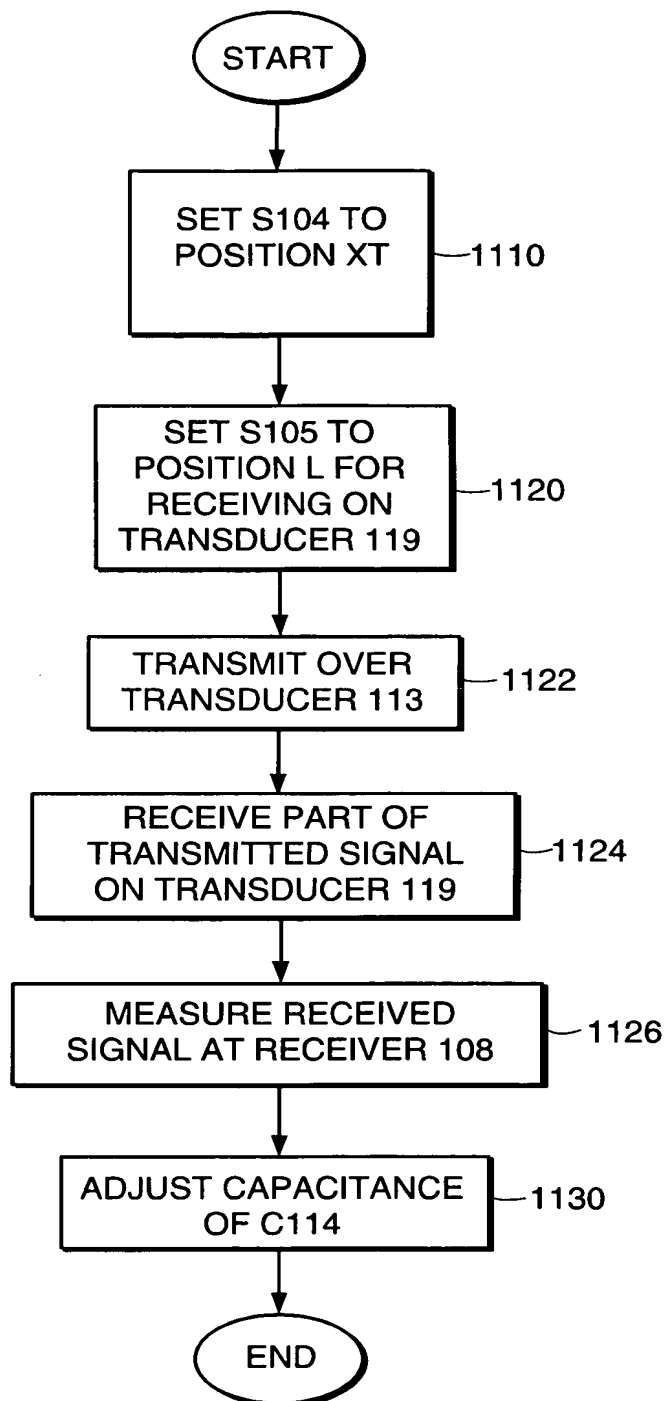 START
SET S104 TO
POSITION XT
1110
SET S105 TO
POSITION L FOR
RECEIVING ON
TRANSDUCER 119
1120
TRANSMIT OVER
TRANSDUCER 113
1122
RECEIVE PART OF
TRANSMITTED SIGNAL
ON TRANSDUCER 119
1124
MEASURE RECEIVED
SIGNAL AT RECEIVER 108
1126
ADJUST CAPACITANCE
OF C114
1130
END